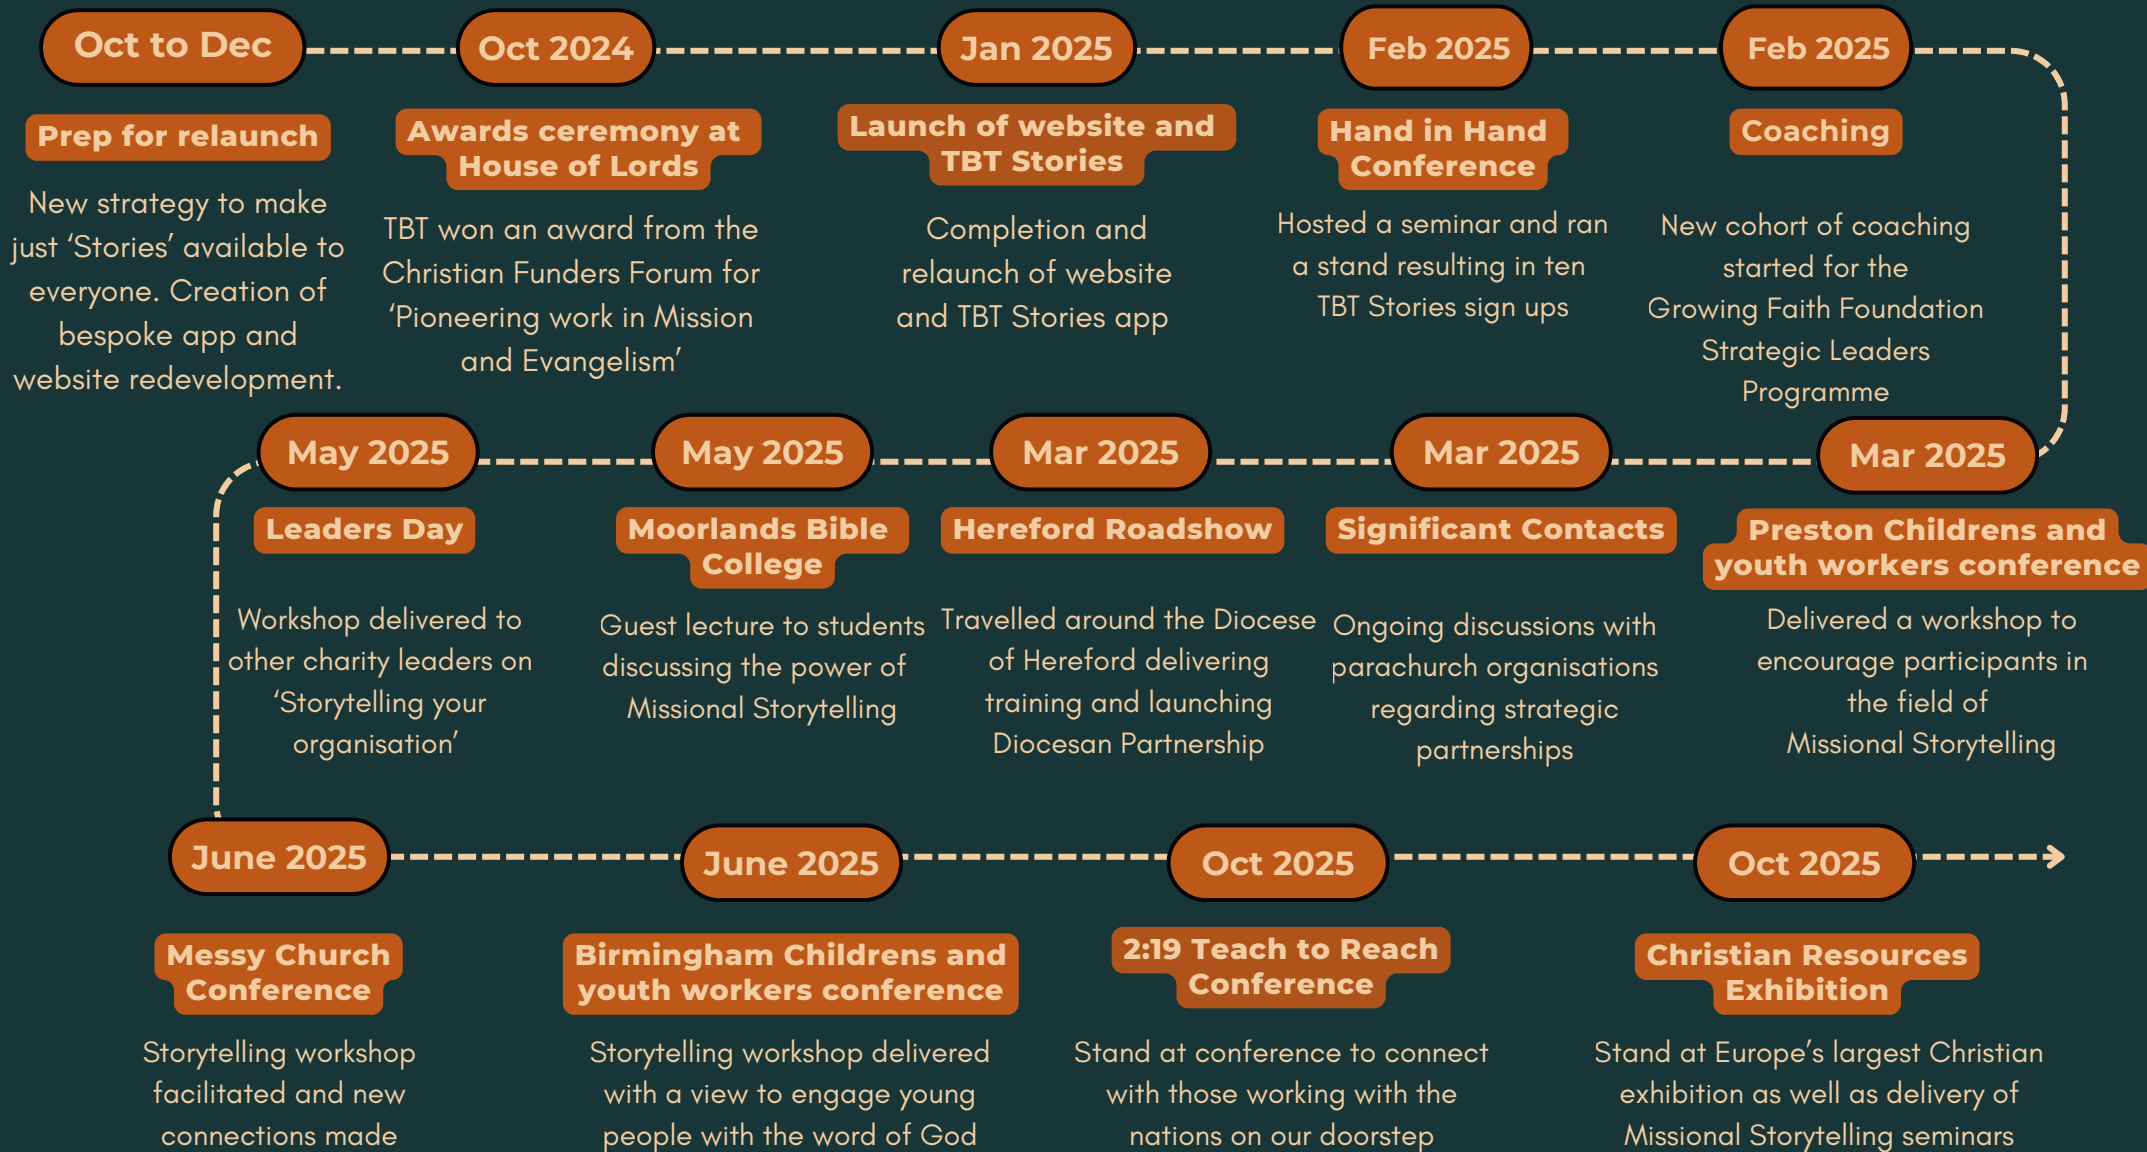 Oct to Dec
Prep for relaunch
New strategy to make
just ‘Stories’ available to
everyone. Creation of
bespoke app and
website redevelopment.
Oct 2024
Awards ceremony at
House of Lords
TBT won an award from the
Christian Funders Forum for
‘Pioneering work in Mission
and Evangelism’
Jan 2025
Launch of website and
TBT Stories
Completion and
relaunch of website
and TBT Stories app
Feb 2025
Hand in Hand
Conference
Hosted a seminar and ran
a stand resulting in ten
TBT Stories sign ups
Feb 2025
Coaching
New cohort of coaching
started for the
Growing Faith Foundation
Strategic Leaders
Programme
Mar 2025
Preston Childrens and
youth workers conference
Delivered a workshop to
encourage participants in
the field of
Missional Storytelling
Mar 2025
Significant Contacts
Ongoing discussions with
parachurch organisations
regarding strategic
partnerships
Mar 2025
Hereford Roadshow
Travelled around the Diocese
of Hereford delivering
training and launching
Diocesan Partnership
May 2025
Moorlands Bible
College
Guest lecture to students
discussing the power of
Missional Storytelling
May 2025
Leaders Day
Workshop delivered to
other charity leaders on
‘Storytelling your
organisation’
June 2025
Messy Church
Conference
Storytelling workshop
facilitated and new
connections made
June 2025
Birmingham Childrens and
youth workers conference
Storytelling workshop delivered
with a view to engage young
people with the word of God
Oct 2025
2:19 Teach to Reach
Conference
Stand at conference to connect
with those working with the
nations on our doorstep
Oct 2025
Christian Resources
Exhibition
Stand at Europe’s largest Christian
exhibition as well as delivery of
Missional Storytelling seminars